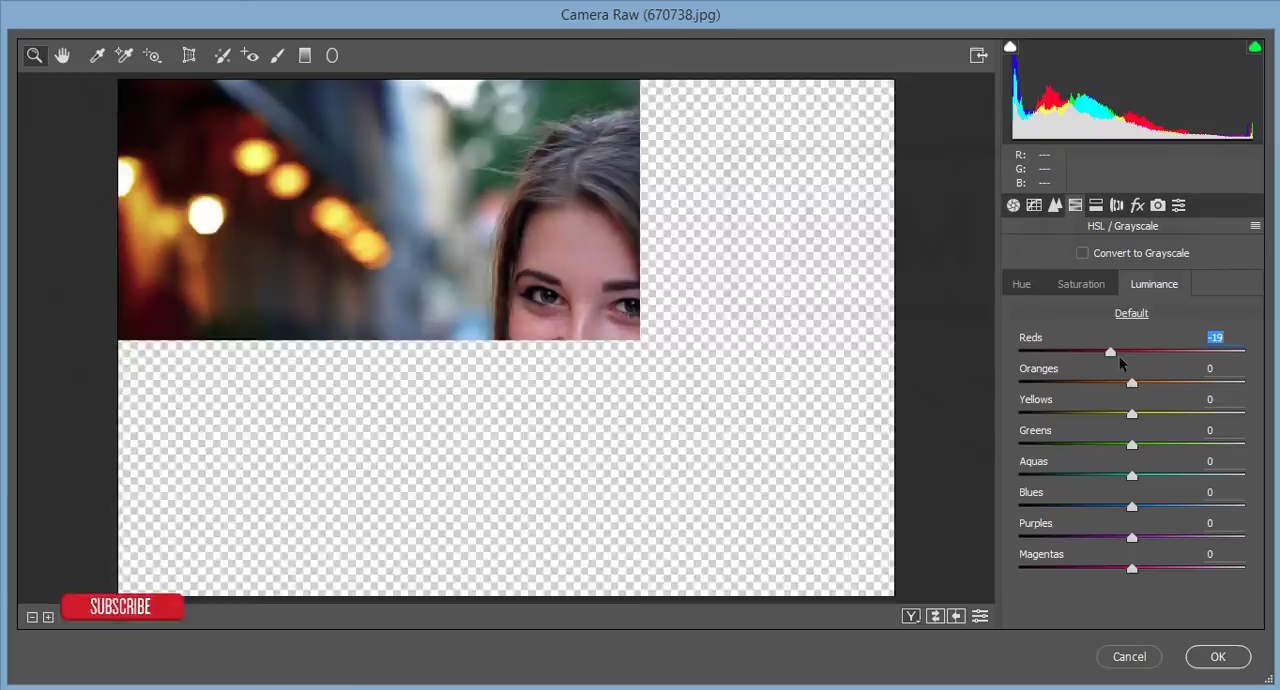 Camera Raw (670738.jpg)
R: ---
G: ---
B: ---
HSL / Grayscale
Convert to Grayscale
Hue Saturation Luminance
Default
Reds -19
Oranges 0
Yellows 0
Greens 0
Aquas 0
Blues 0
Purples 0
Magentas 0
SUBSCRIBE
Y
Cancel OK